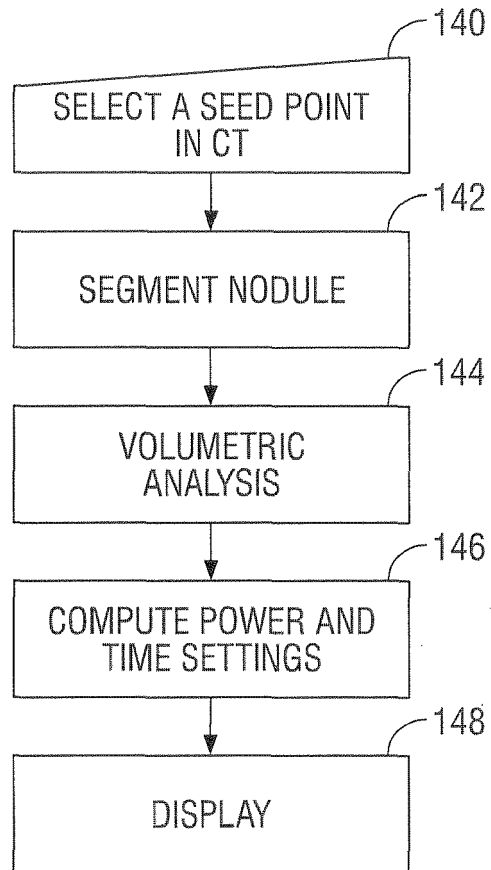 140
SELECT A SEED POINT
IN CT
142
SEGMENT NODULE
144
VOLUMETRIC
ANALYSIS
146
COMPUTE POWER AND
TIME SETTINGS
148
DISPLAY